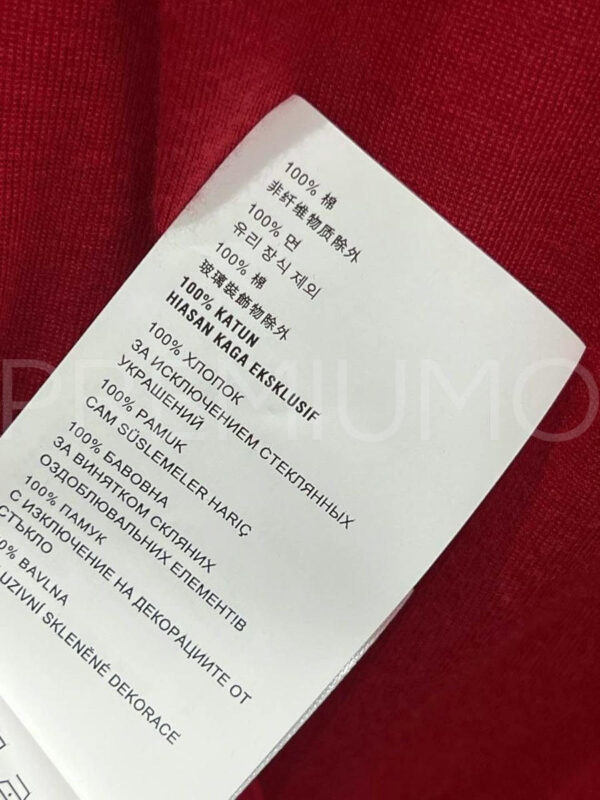 100% 棉
非纤维物质除外
100% 면
유리 장식 제외
100% 棉
玻璃裝飾物除外
100% KATUN
HIASAN KAGA EKSKLUSIF
100% ХЛОПОК
ЗА ИСКЛЮЧЕНИЕМ СТЕКЛЯННЫХ
УКРАШЕНИЙ
100% PAMUK
CAM SÜSLEMELER HARIÇ
100% БАВОВНА
ЗА ВИНЯТКОМ СКЛЯНИХ
ОЗДОБЛЮВАЛЬНИХ ЕЛЕМЕНТІВ
100% ПАМУК
С ИЗКЛЮЧЕНИЕ НА ДЕКОРАЦИИТЕ ОТ
СТЪКЛО
0% BAVLNA
LUZIVNÍ SKLENĚNÉ DEKORACE
PREMIUMO